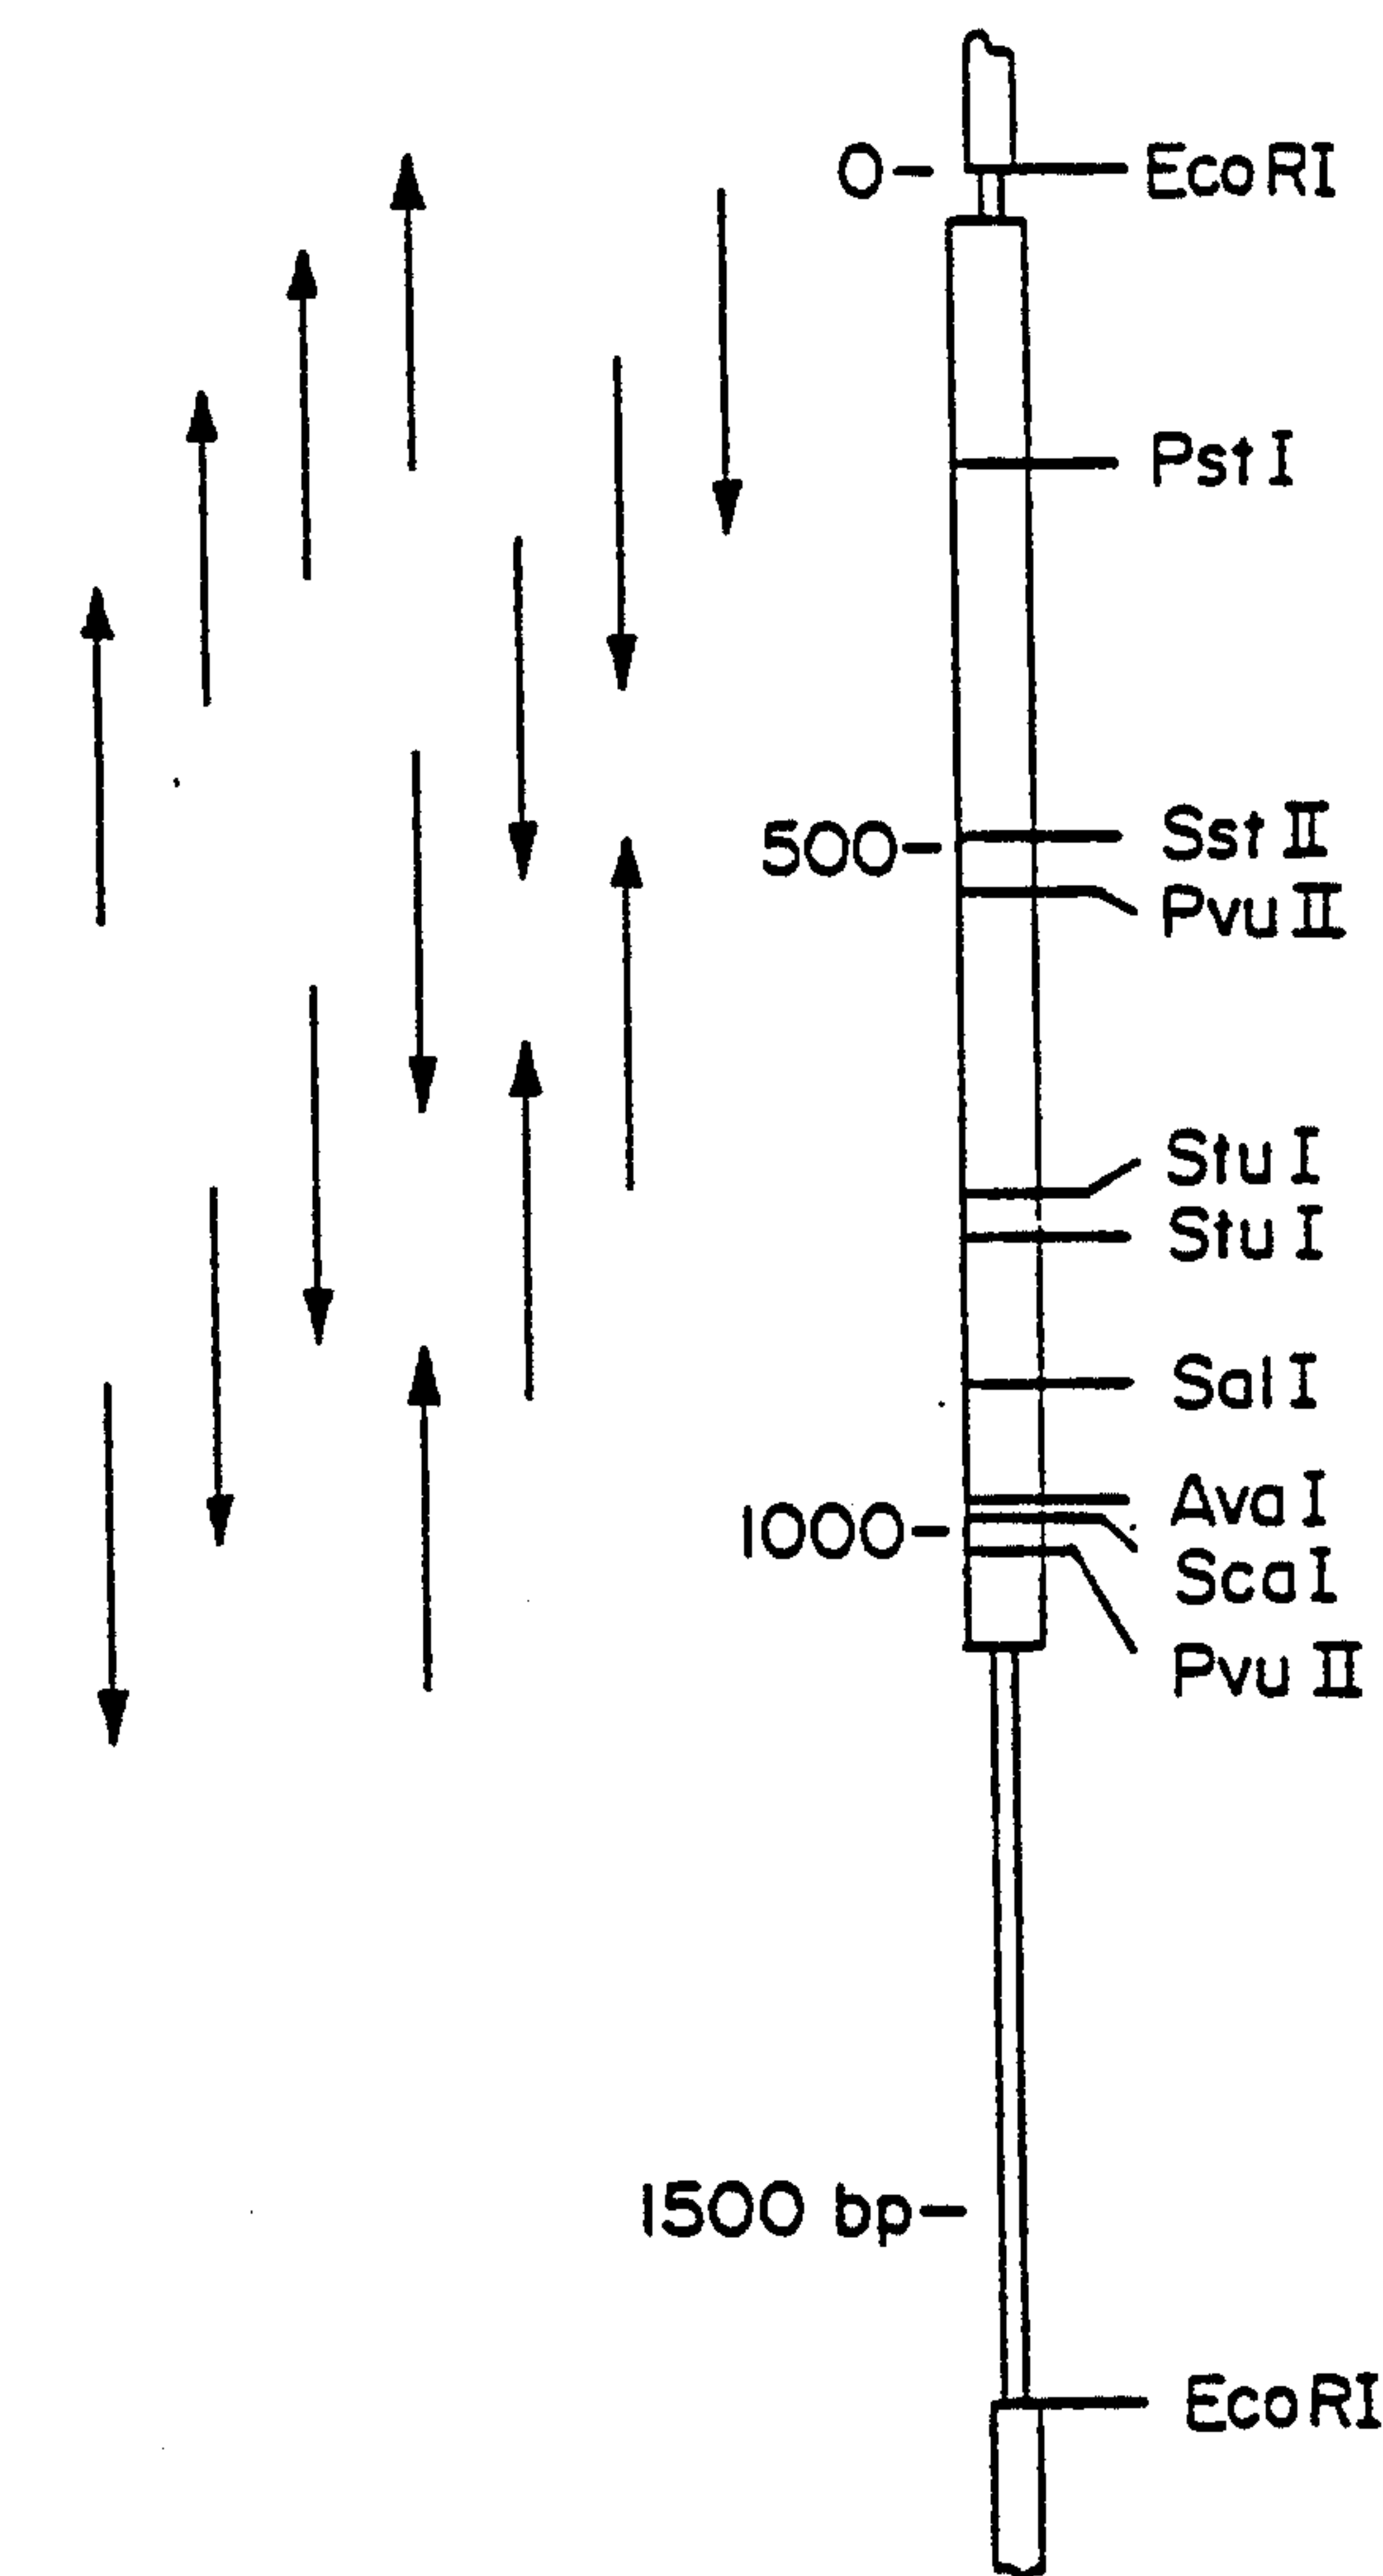 0- EcoRI
PstI
500- SstII
PvuII
StuI
StuI
SalI
AvaI
1000- ScaI
PvuII
1500 bp-
EcoRI